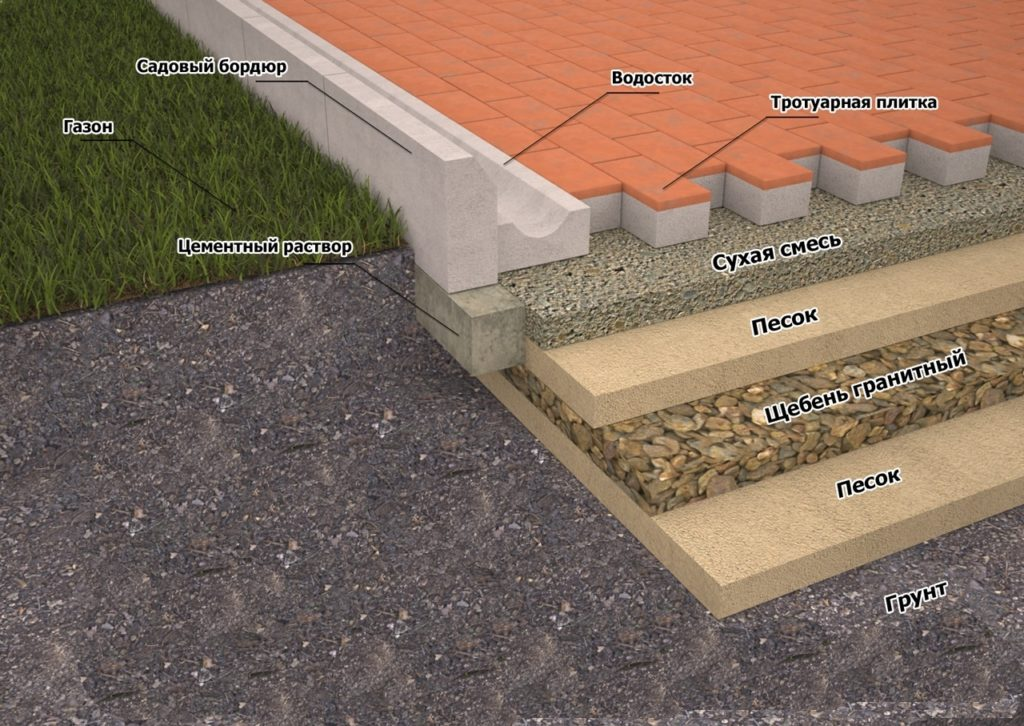 Садовый бордюр
Водосток
Тротуарная плитка
Газон
Цементный раствор
Сухая смесь
Песок
Щебень гранитный
Песок
Грунт